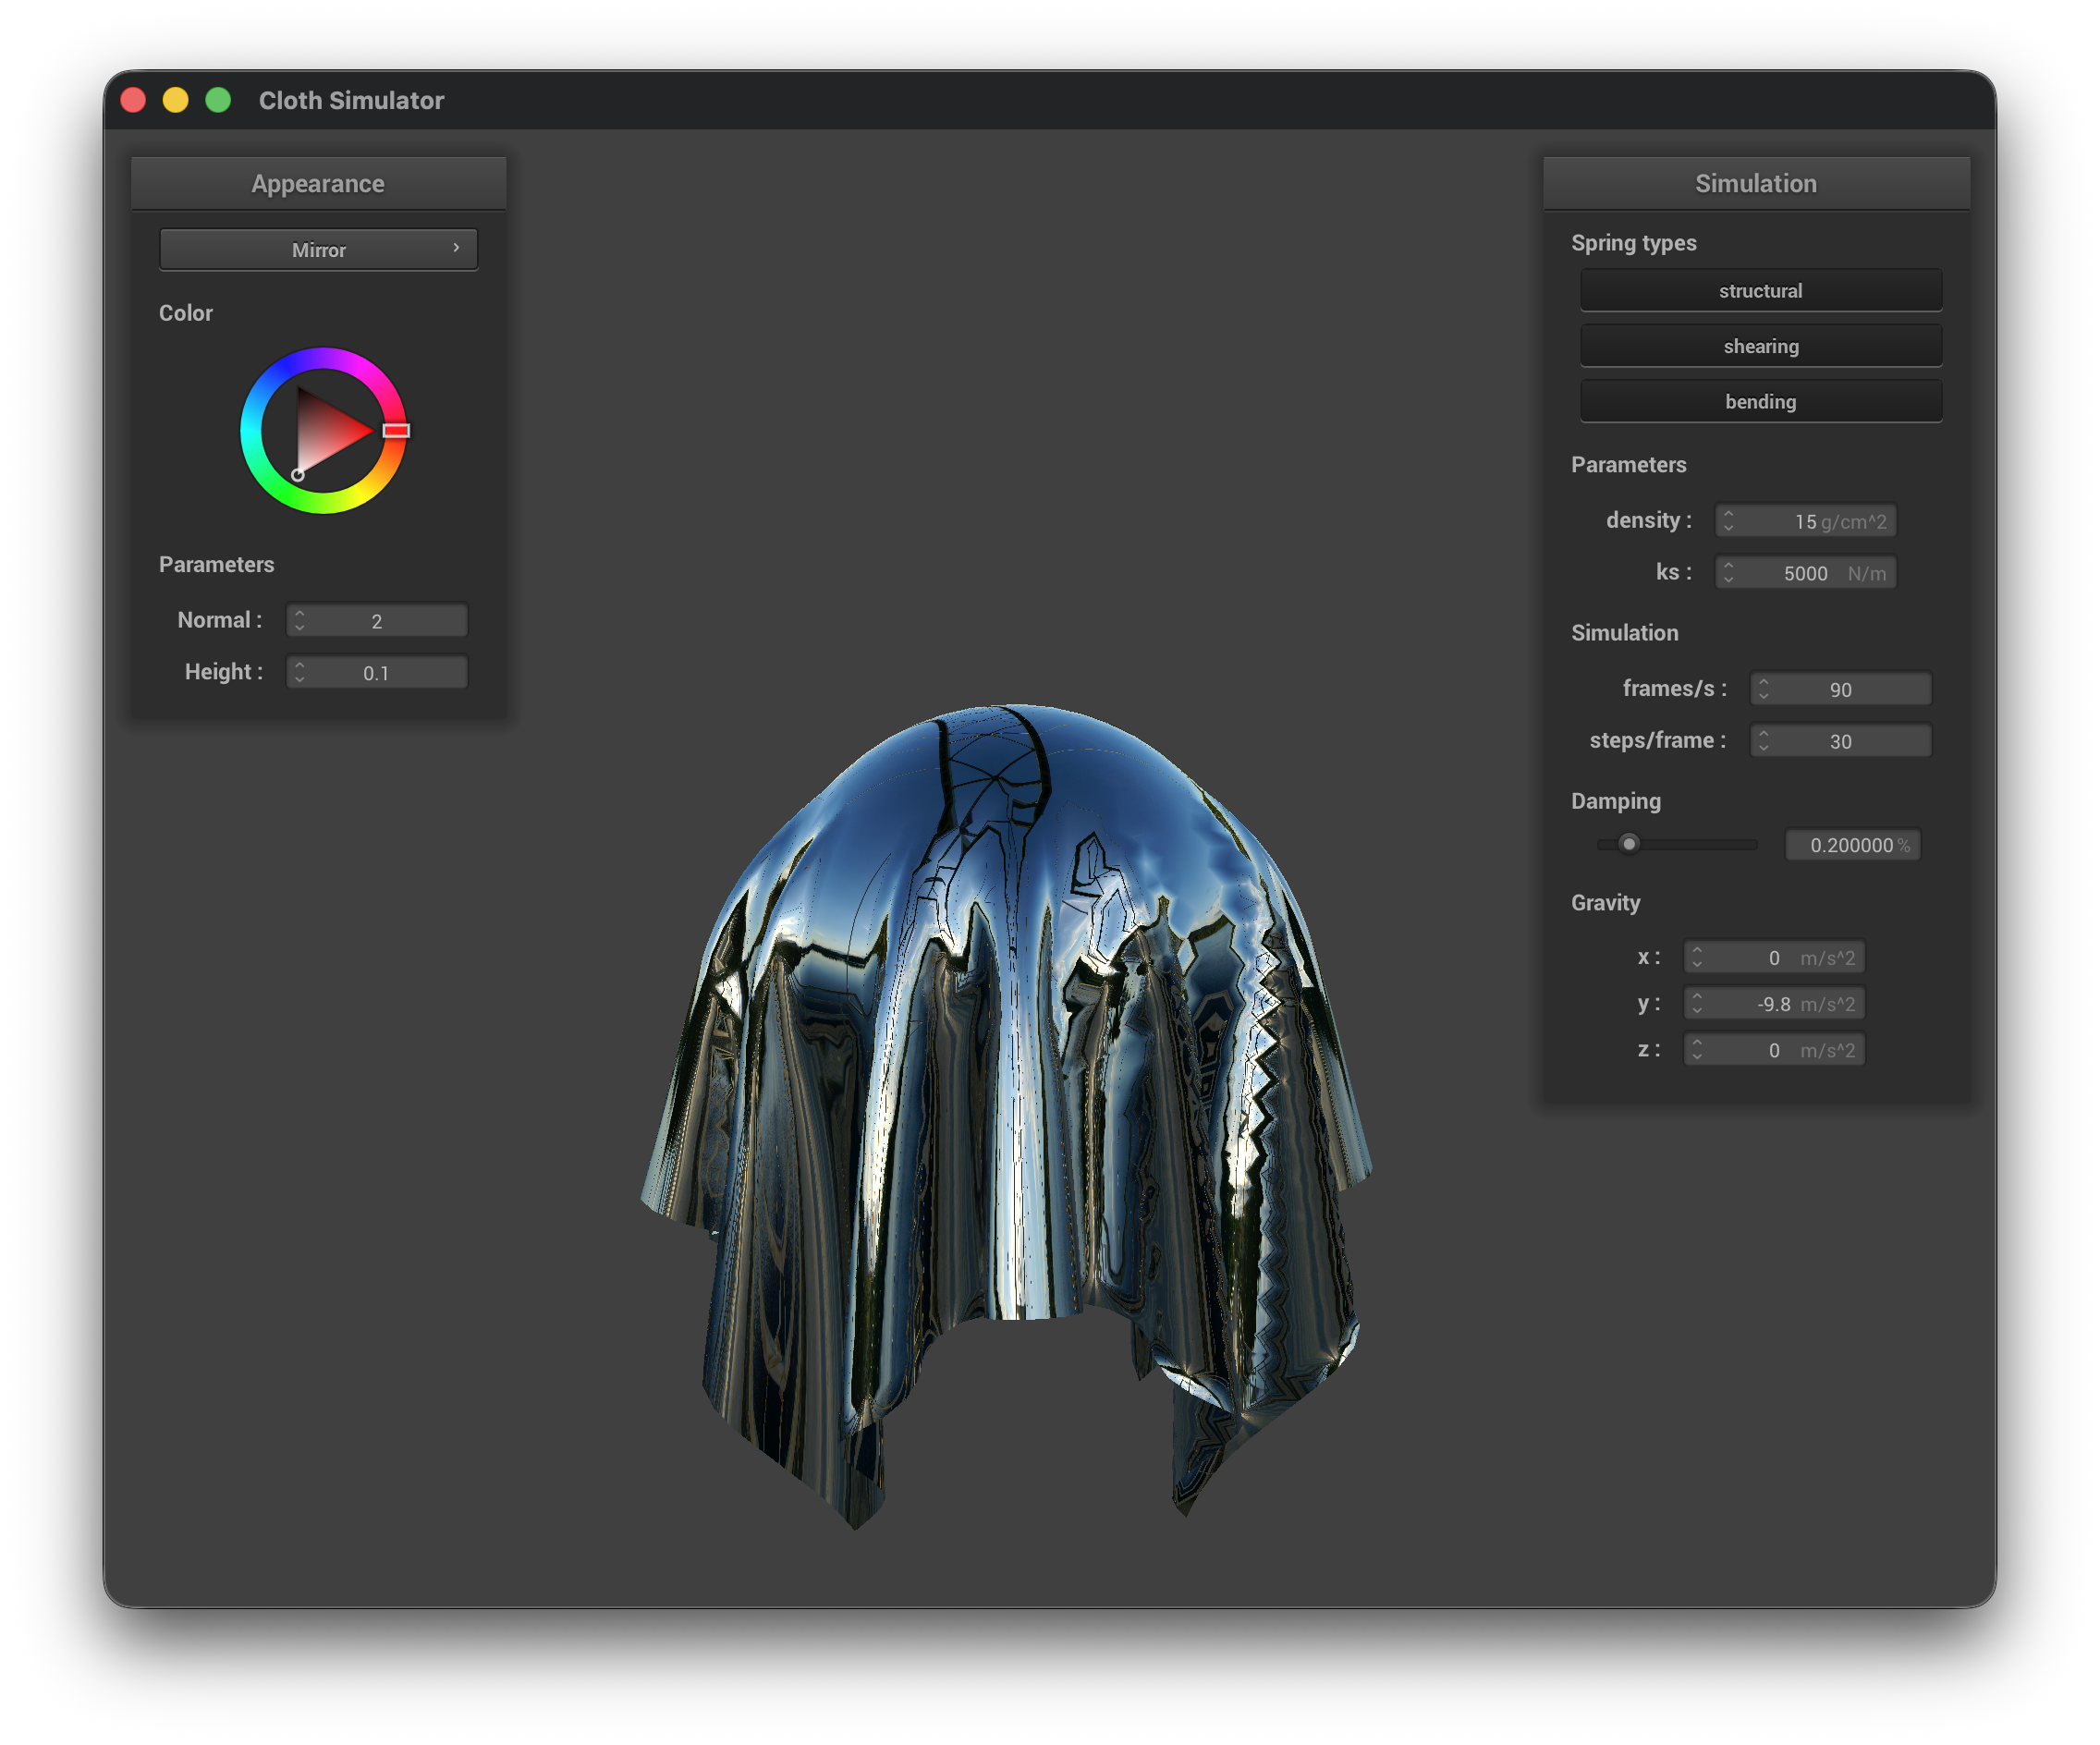 Cloth Simulator
Appearance
Mirror
Color
Parameters
Normal : 2
Height : 0.1
Simulation
Spring types
structural
shearing
bending
Parameters
density : 15 g/cm^2
ks : 5000 N/m
Simulation
frames/s : 90
steps/frame : 30
Damping
0.200000 %
Gravity
x : 0 m/s^2
y : -9.8 m/s^2
z : 0 m/s^2